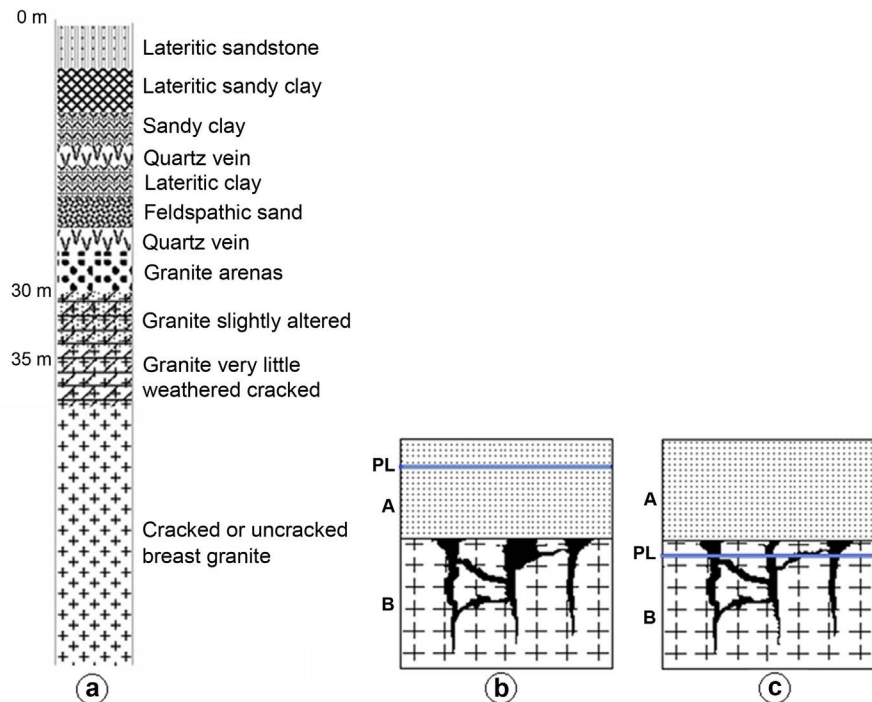 0 m
Lateritic sandstone
Lateritic sandy clay
Sandy clay
Quartz vein
Lateritic clay
Feldspathic sand
Quartz vein
Granite arenas
30 m
Granite slightly altered
35 m
Granite very little
weathered cracked
Cracked or uncracked
breast granite
a
PL
A
B
b
A
PL
B
c